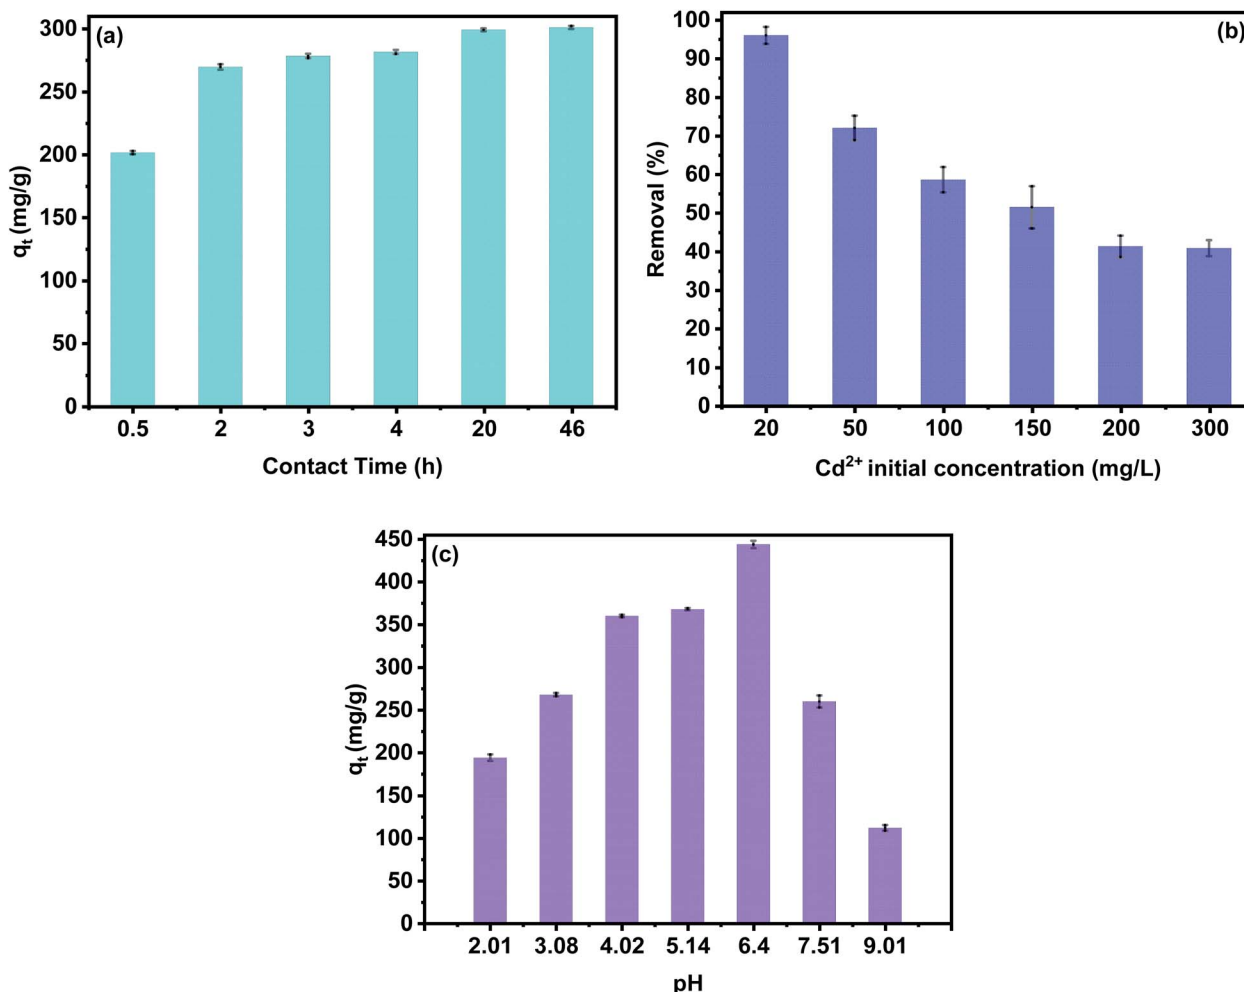 (a)
300
250
200
150
100
50
0
qt (mg/g)
0.5 2 3 4 20 46
Contact Time (h)
(b)
100
90
80
70
60
50
40
30
20
10
0
Removal (%)
20 50 100 150 200 300
Cd²⁺ initial concentration (mg/L)
(c)
450
400
350
300
250
200
150
100
50
0
qt (mg/g)
2.01 3.08 4.02 5.14 6.4 7.51 9.01
pH